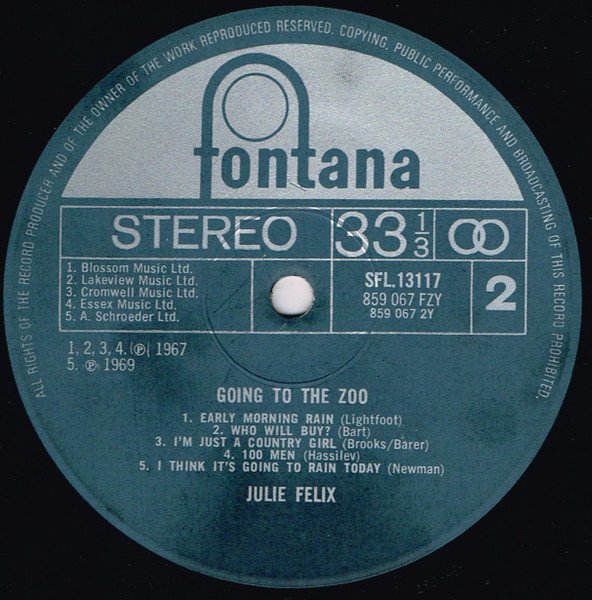 ALL RIGHTS OF THE RECORD PRODUCER AND OF THE OWNER OF THE WORK REPRODUCED RESERVED. COPYING, PUBLIC PERFORMANCE AND BROADCASTING OF THIS RECORD PROHIBITED.
fontana
STEREO 33 1/3
1. Blossom Music Ltd.
2. Lakeview Music Ltd.
3. Cromwell Music Ltd.
4. Essex Music Ltd.
5. A. Schroeder Ltd.
SFL.13117
859 067 FZY
859 067 2Y
2
1, 2, 3, 4. (℗( 1967
5. ℗ 1969
GOING TO THE ZOO
1. EARLY MORNING RAIN (Lightfoot)
2. WHO WILL BUY? (Bart)
3. I'M JUST A COUNTRY GIRL (Brooks/Barer)
4. 100 MEN (Hassilev)
5. I THINK IT'S GOING TO RAIN TODAY (Newman)
JULIE FELIX